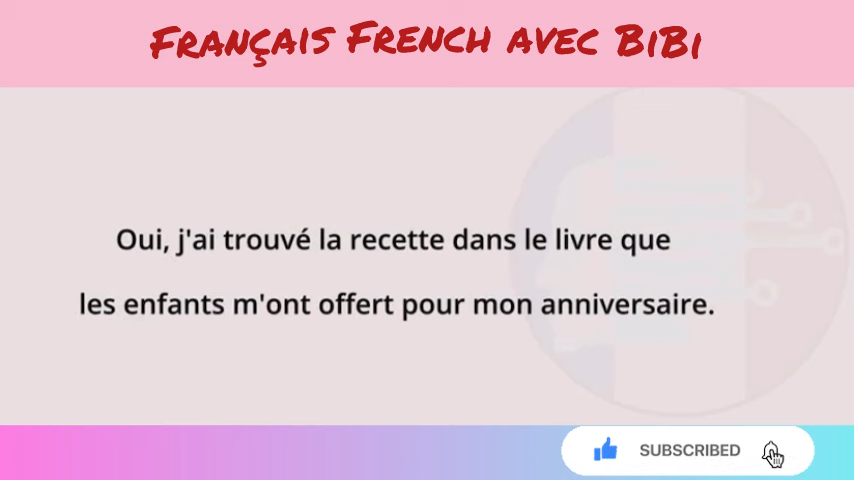 Français French avec BiBi
Oui, j'ai trouvé la recette dans le livre que
les enfants m'ont offert pour mon anniversaire.
SUBSCRIBED